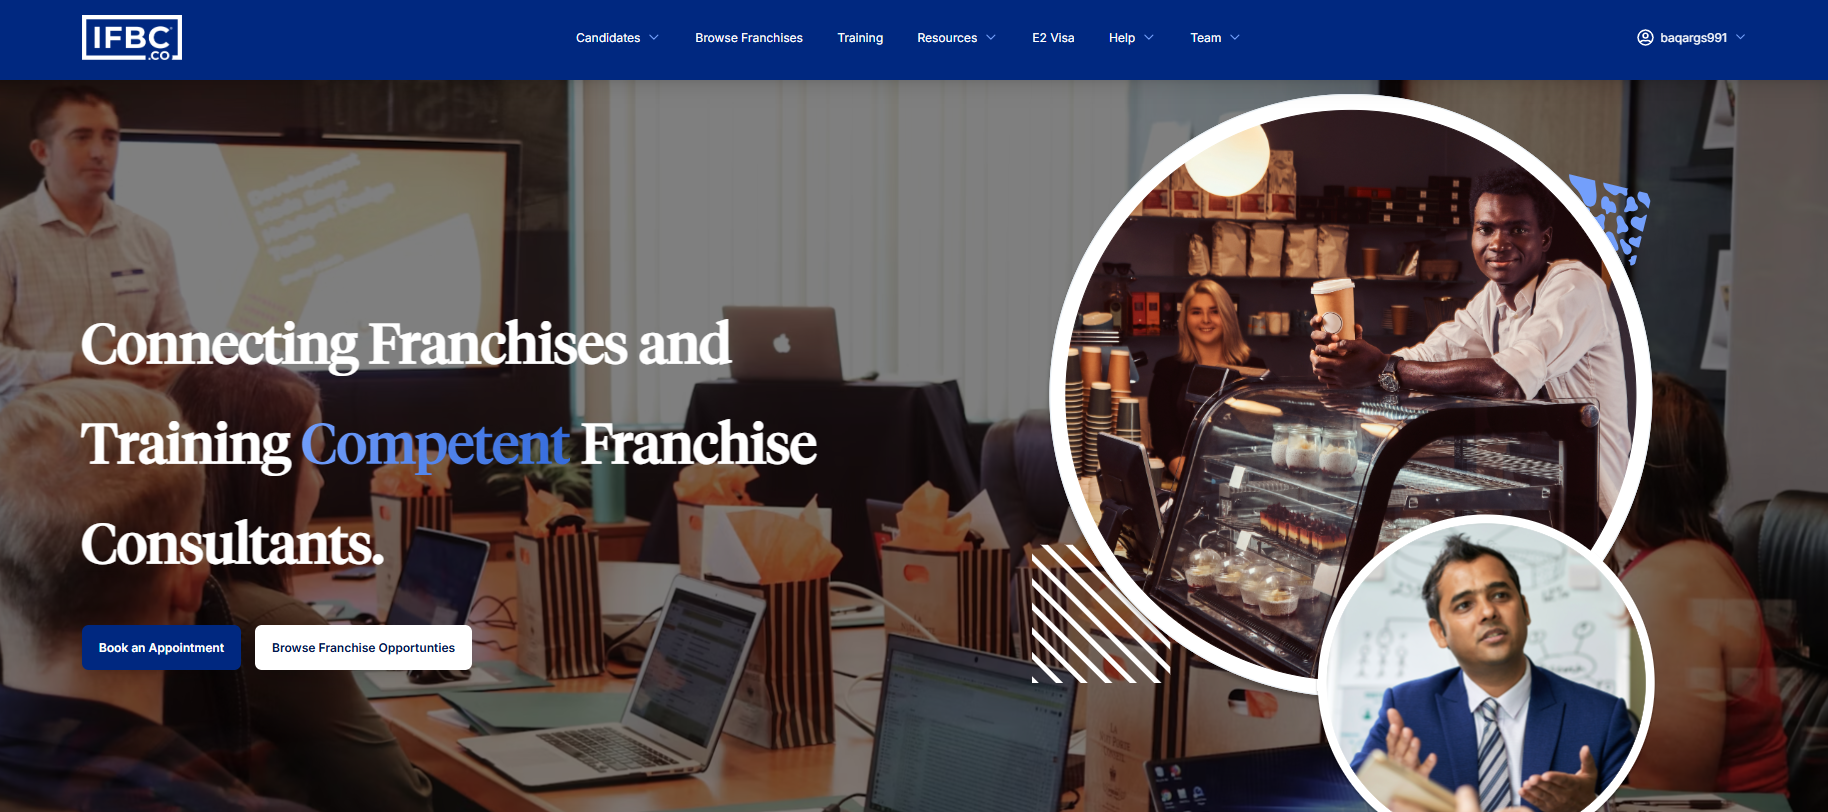 IFBC
.CO
Candidates
Browse Franchises
Training
Resources
E2 Visa
Help
Team
baqargs991
Connecting Franchises and
Training Competent Franchise
Consultants.
Book an Appointment
Browse Franchise Opportunties